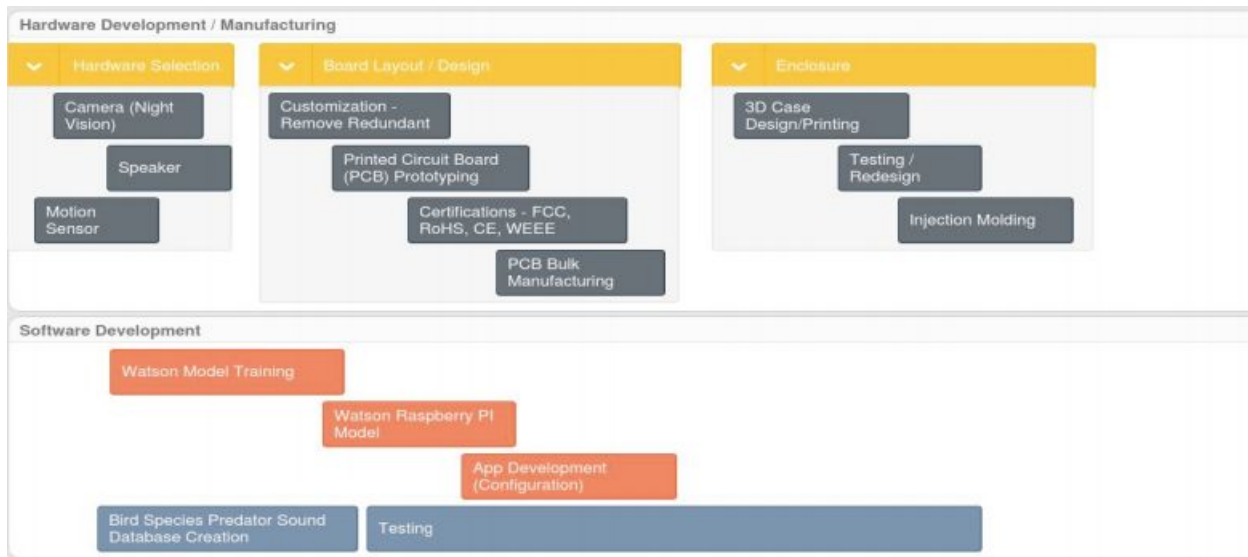 Hardware Development / Manufacturing
Hardware Selection
Board Layout / Design
Enclosure
Camera (Night
Vision)
Customization -
Remove Redundant
3D Case
Design/Printing
Speaker
Printed Circuit Board
(PCB) Prototyping
Testing /
Redesign
Motion
Sensor
Certifications - FCC,
RoHS, CE, WEEE
Injection Molding
PCB Bulk
Manufacturing
Software Development
Watson Model Training
Watson Raspberry PI
Model
App Development
(Configuration)
Bird Species Predator Sound
Database Creation
Testing